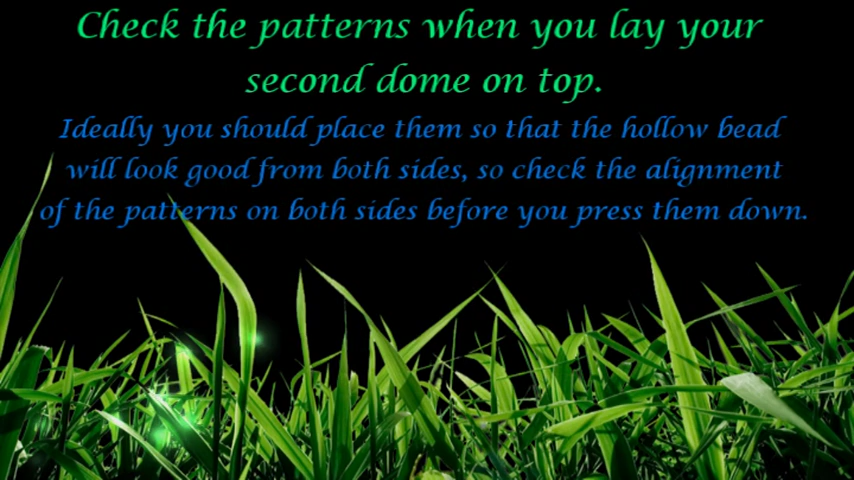 Check the patterns when you lay your
second dome on top.
Ideally you should place them so that the hollow bead
will look good from both sides, so check the alignment
of the patterns on both sides before you press them down.